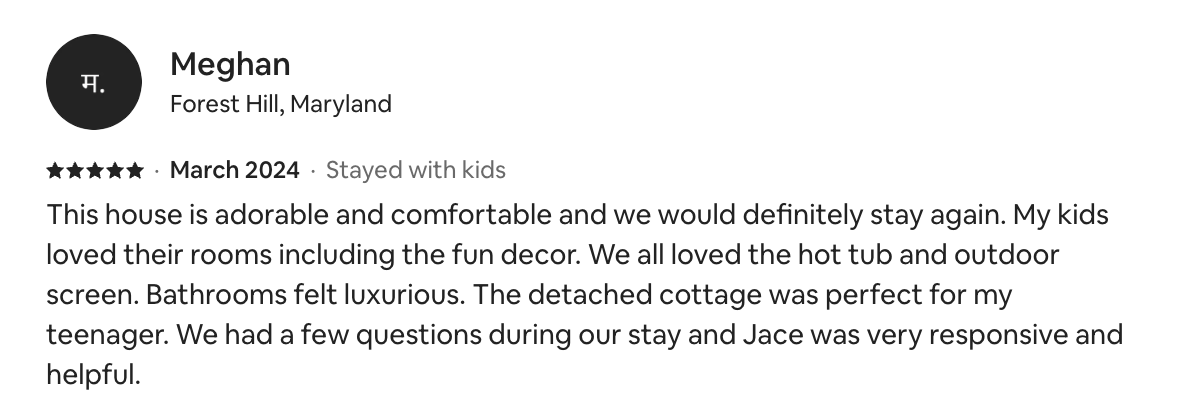 म.
Meghan
Forest Hill, Maryland
★★★★★ · March 2024 · Stayed with kids
This house is adorable and comfortable and we would definitely stay again. My kids
loved their rooms including the fun decor. We all loved the hot tub and outdoor
screen. Bathrooms felt luxurious. The detached cottage was perfect for my
teenager. We had a few questions during our stay and Jace was very responsive and
helpful.